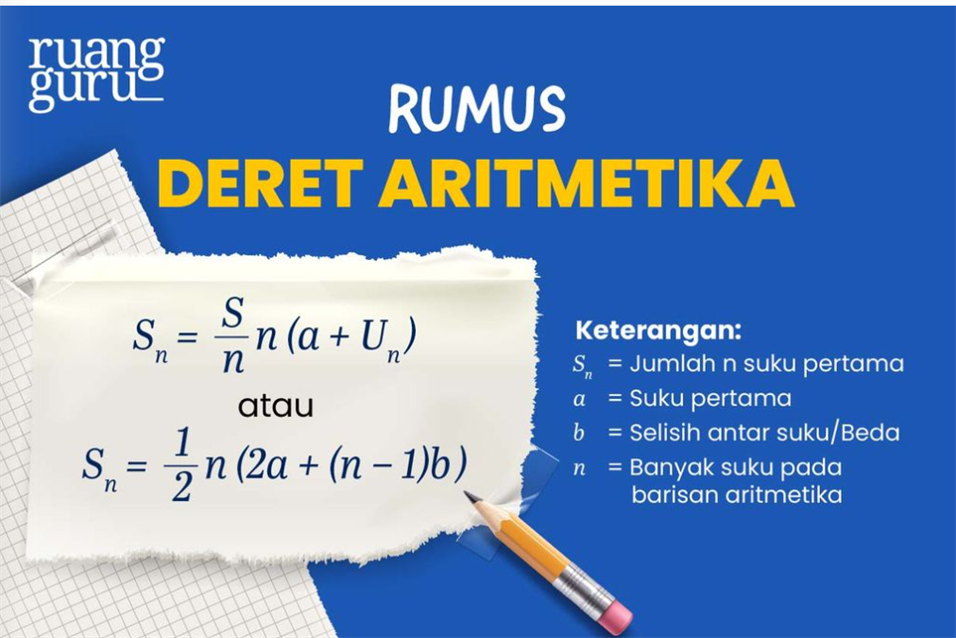 ruang
guru
RUMUS
DERET ARITMETIKA
Sₙ = S/n n (a + Uₙ)
atau
Sₙ = 1/2 n (2a + (n – 1)b)
Keterangan:
Sₙ = Jumlah n suku pertama
a = Suku pertama
b = Selisih antar suku/Beda
n = Banyak suku pada
barisan aritmetika